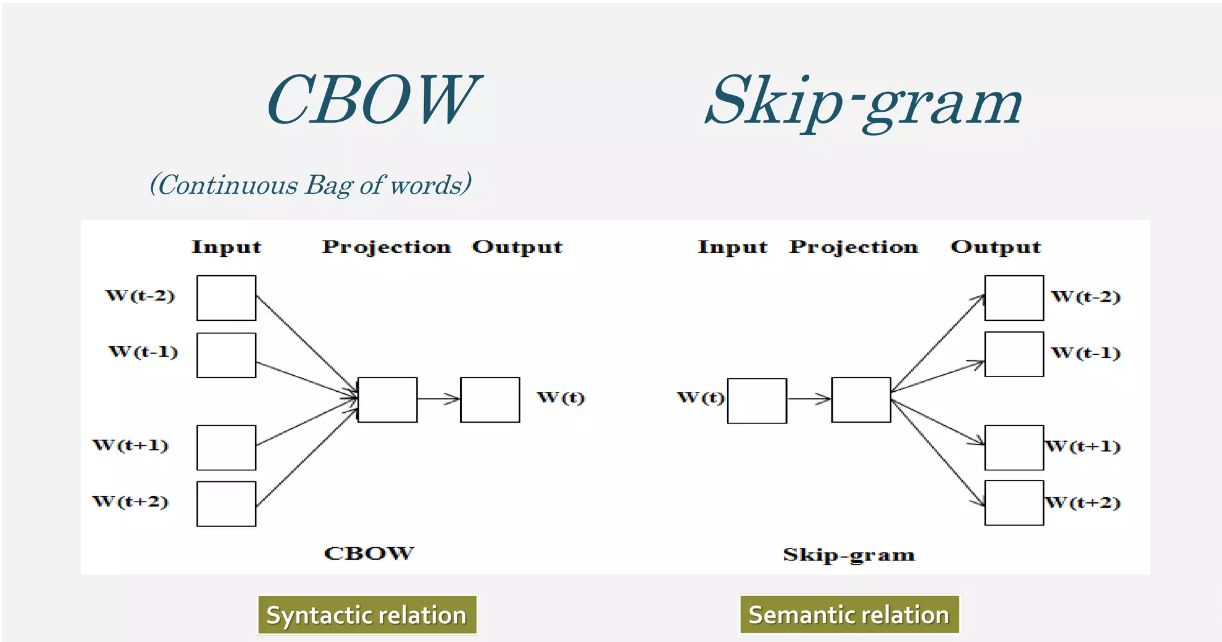 CBOW
(Continuous Bag of words)
Skip-gram
Input Projection Output
W(t-2)
W(t-1)
W(t)
W(t+1)
W(t+2)
CBOW
Input Projection Output
W(t-2)
W(t-1)
W(t)
W(t+1)
W(t+2)
Skip-gram
Syntactic relation
Semantic relation